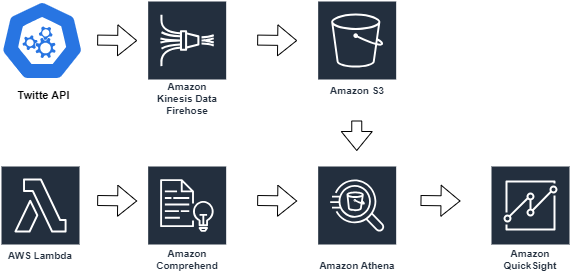 Twitte API
Amazon
Kinesis Data
Firehose
Amazon S3
AWS Lambda
Amazon
Comprehend
Amazon Athena
Amazon
QuickSight